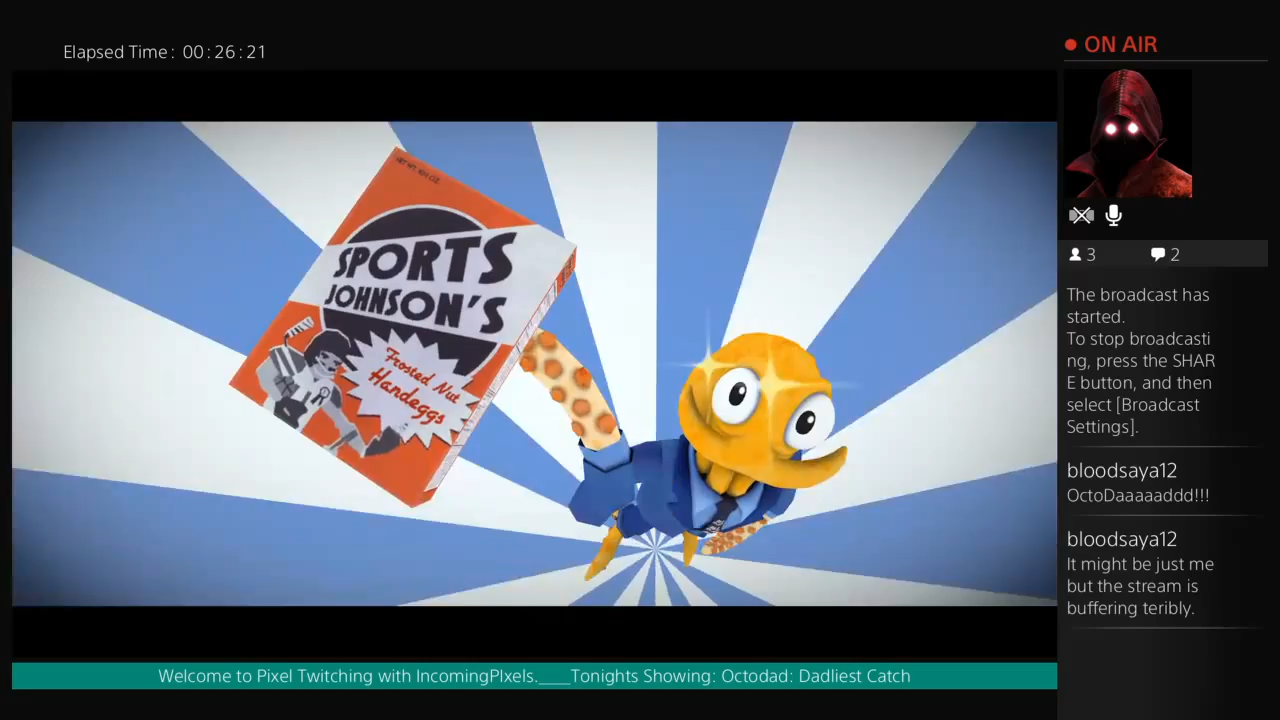 Elapsed Time: 00:26:21
ON AIR
SPORTS
JOHNSON'S
Frosted Nut
Handeggs
3
2
The broadcast has
started.
To stop broadcasti
ng, press the SHAR
E button, and then
select [Broadcast
Settings].
bloodsaya12
OctoDaaaaaddd!!!
bloodsaya12
It might be just me
but the stream is
buffering teribly.
Welcome to Pixel Twitching with IncomingPIxels.____Tonights Showing: Octodad: Dadliest Catch